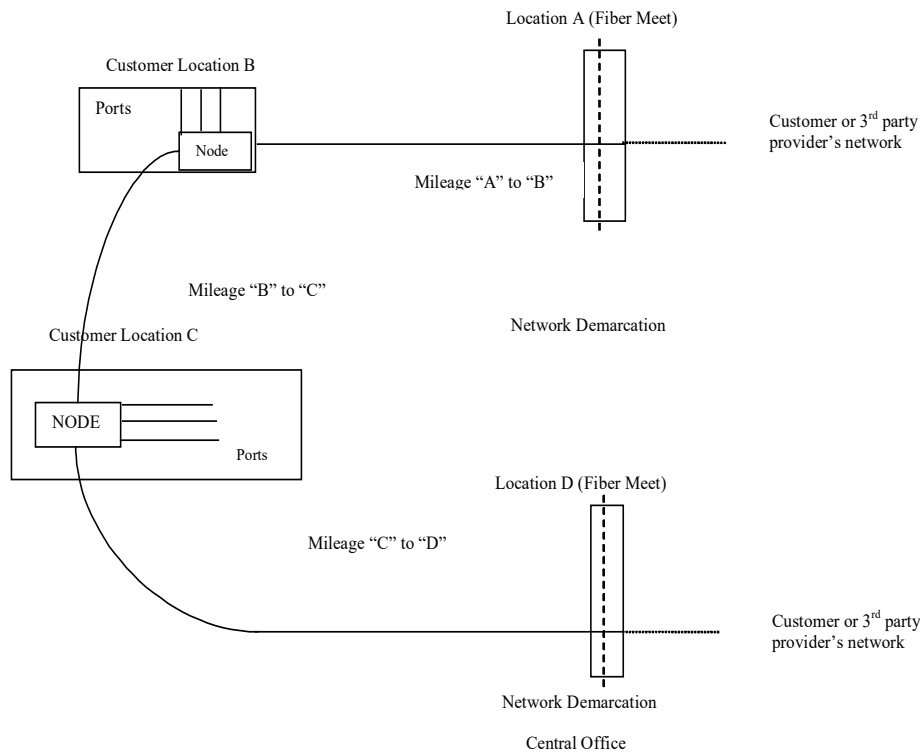 Location A (Fiber Meet)
Customer Location B
Ports
Customer or 3rd party
provider's network
Node
Mileage “A” to “B”
Mileage “B” to “C”
Network Demarcation
Customer Location C
NODE
Ports
Location D (Fiber Meet)
Mileage “C” to “D”
Customer or 3rd party
provider's network
Network Demarcation
Central Office